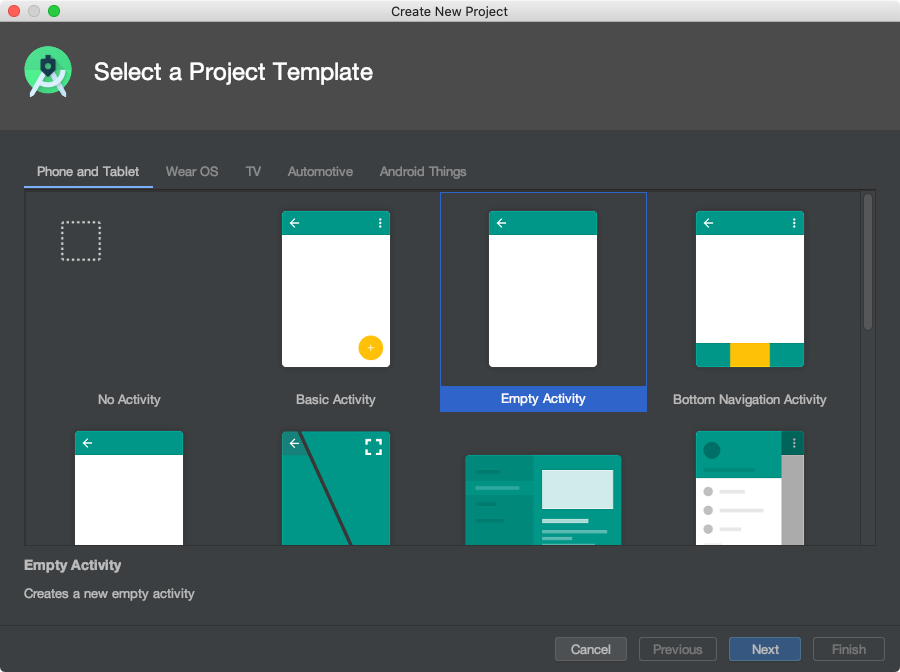 Create New Project
Select a Project Template
Phone and Tablet Wear OS TV Automotive Android Things
No Activity Basic Activity Empty Activity Bottom Navigation Activity
Empty Activity
Creates a new empty activity
Cancel Previous Next Finish